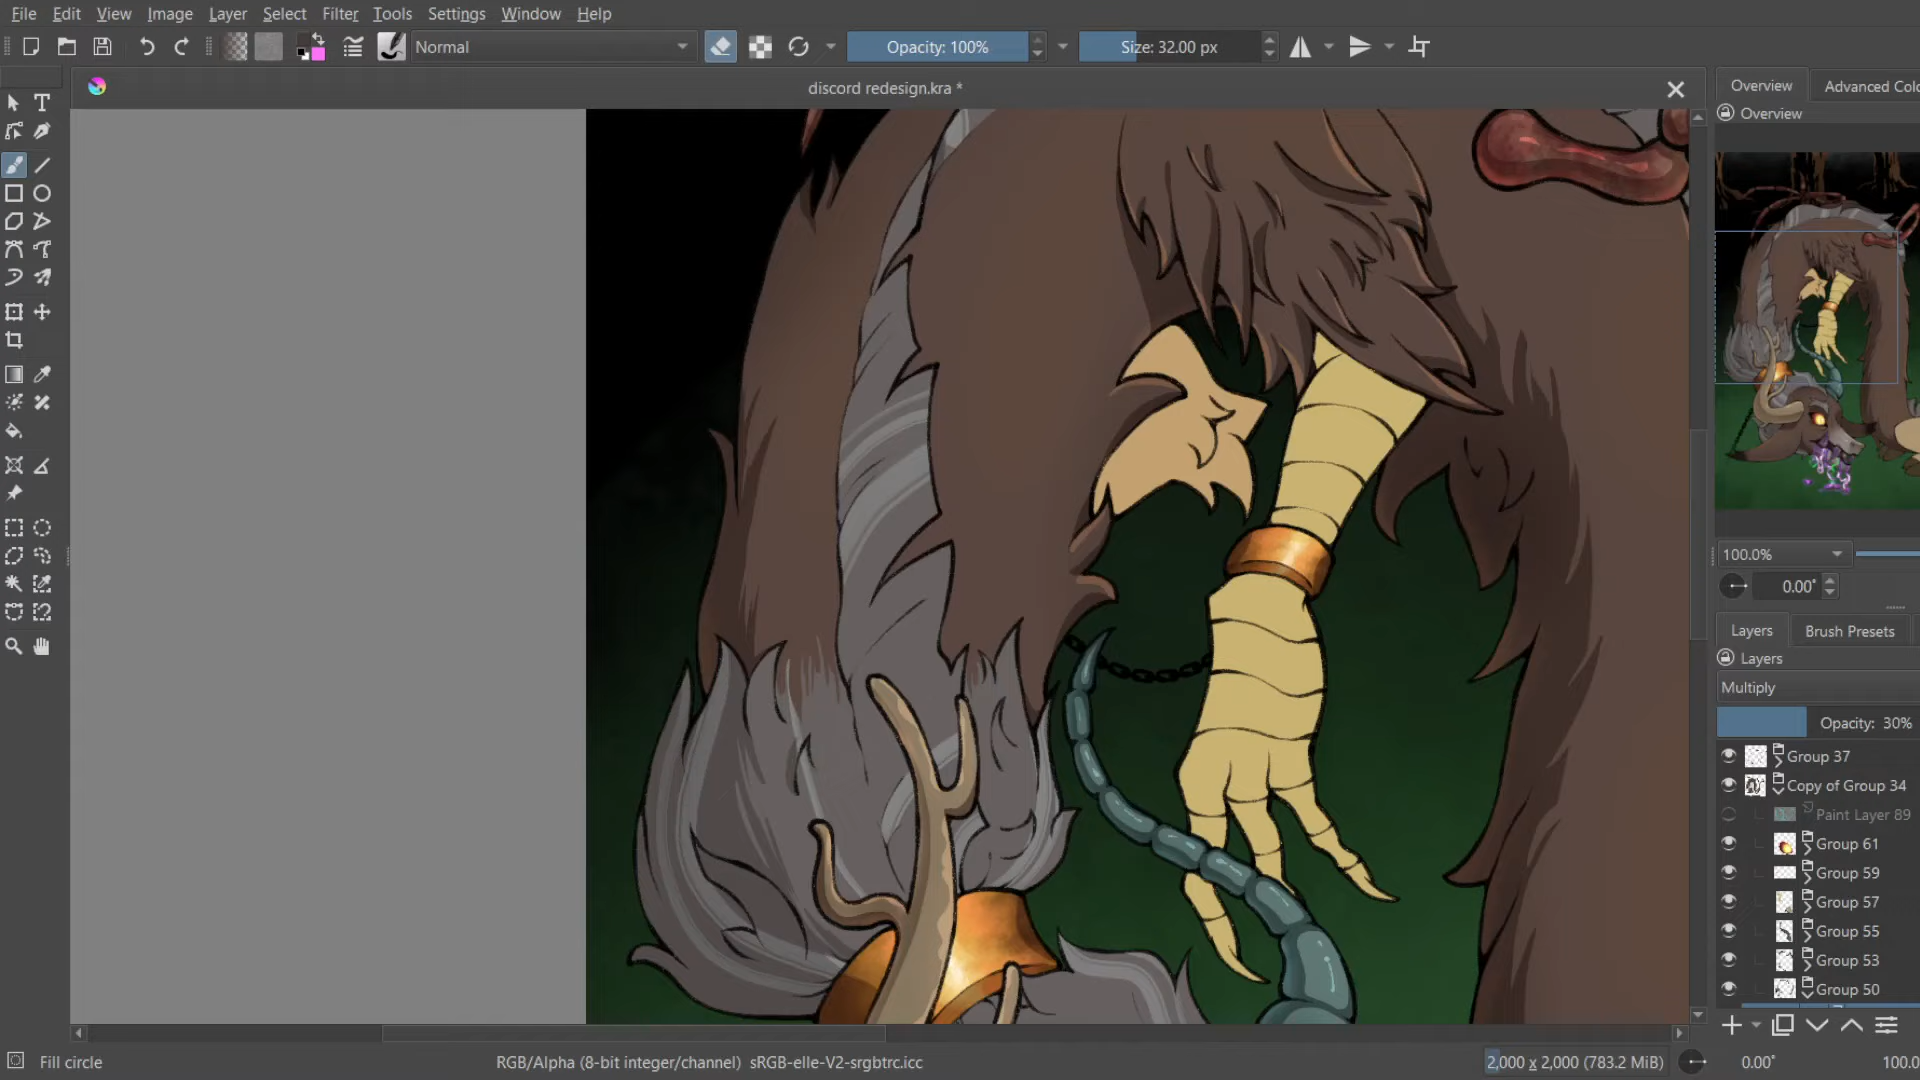 File Edit View Image Layer Select Filter Tools Settings Window Help
Normal
Opacity: 100%
Size: 32.00 px
discord redesign.kra *
Overview
Advanced Colo
Overview
100.0%
0.00°
Layers
Brush Presets
Layers
Multiply
Opacity: 30%
Group 37
Copy of Group 34
Paint Layer 89
Group 61
Group 59
Group 57
Group 55
Group 53
Group 50
Fill circle
RGB/Alpha (8-bit integer/channel) sRGB-elle-V2-srgbtrc.icc
2,000 x 2,000 (783.2 MiB)
0.00°
100.0